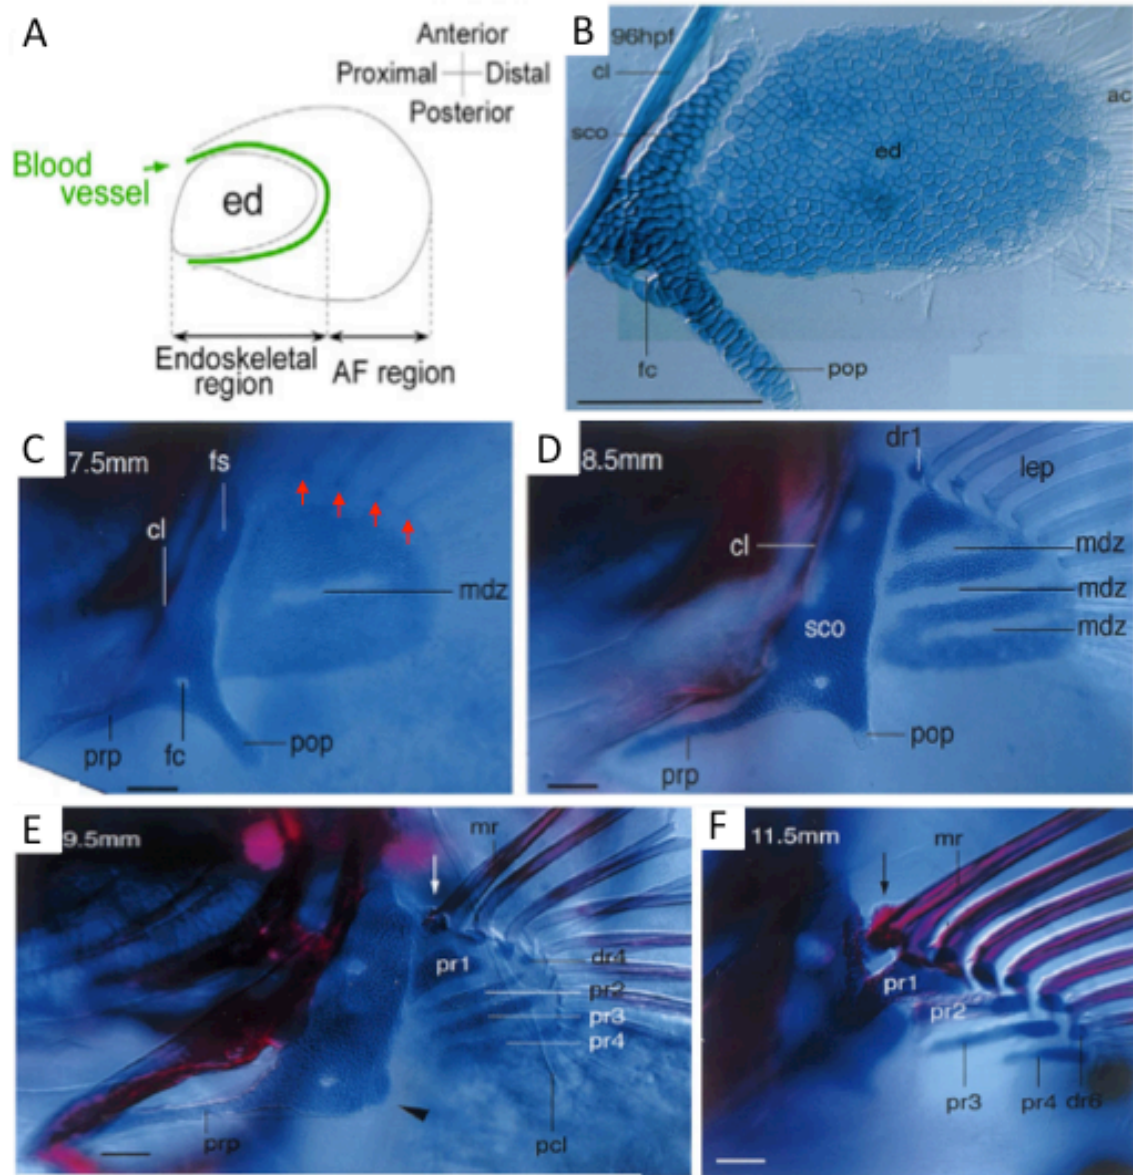 A
Anterior
Proximal Distal
Posterior
Blood
vessel
ed
Endoskeletal
region
AF region
B
96hpf
cl
sco
ed
ac
fc
pop
C
7.5mm
fs
cl
mdz
prp
fc
pop
D
8.5mm
dr1
lep
cl
mdz
mdz
sco
mdz
pop
prp
E
9.5mm
mr
dr4
pr1
pr2
pr3
pr4
prp
pcl
F
11.5mm
mr
pr1
pr2
pr3
pr4
dr6